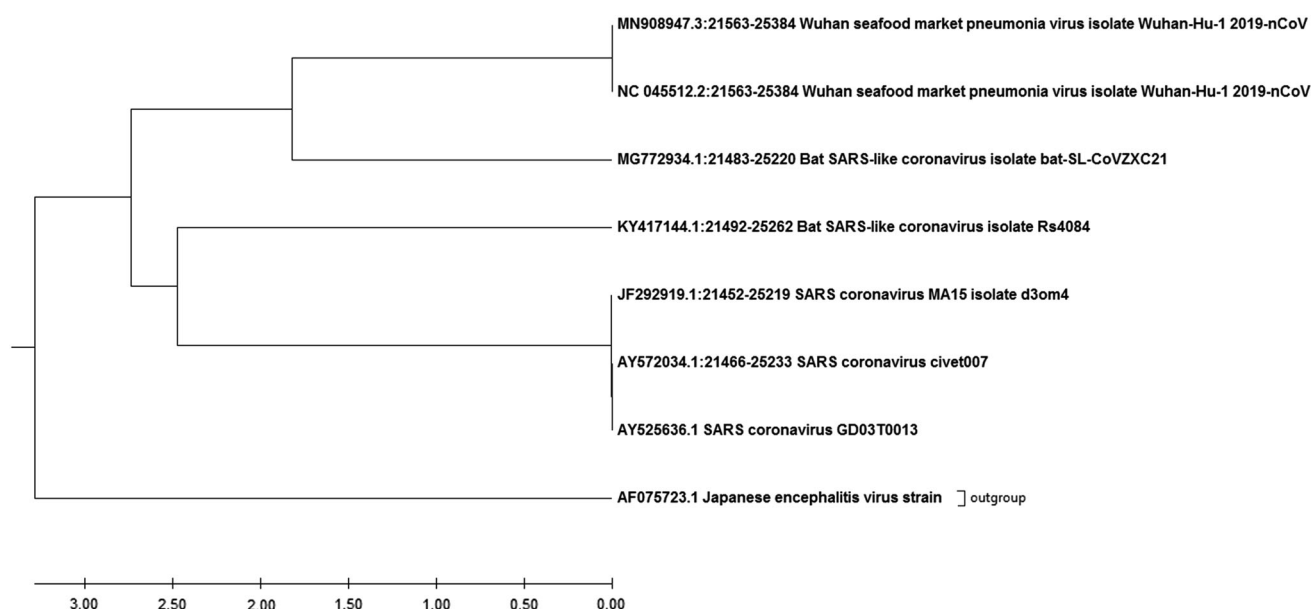 MN908947.3:21563-25384 Wuhan seafood market pneumonia virus isolate Wuhan-Hu-1 2019-nCoV
NC 045512.2:21563-25384 Wuhan seafood market pneumonia virus isolate Wuhan-Hu-1 2019-nCoV
MG772934.1:21483-25220 Bat SARS-like coronavirus isolate bat-SL-CoVZXC21
KY417144.1:21492-25262 Bat SARS-like coronavirus isolate Rs4084
JF292919.1:21452-25219 SARS coronavirus MA15 isolate d3om4
AY572034.1:21466-25233 SARS coronavirus civet007
AY525636.1 SARS coronavirus GD03T0013
AF075723.1 Japanese encephalitis virus strain outgroup
3.00 2.50 2.00 1.50 1.00 0.50 0.00